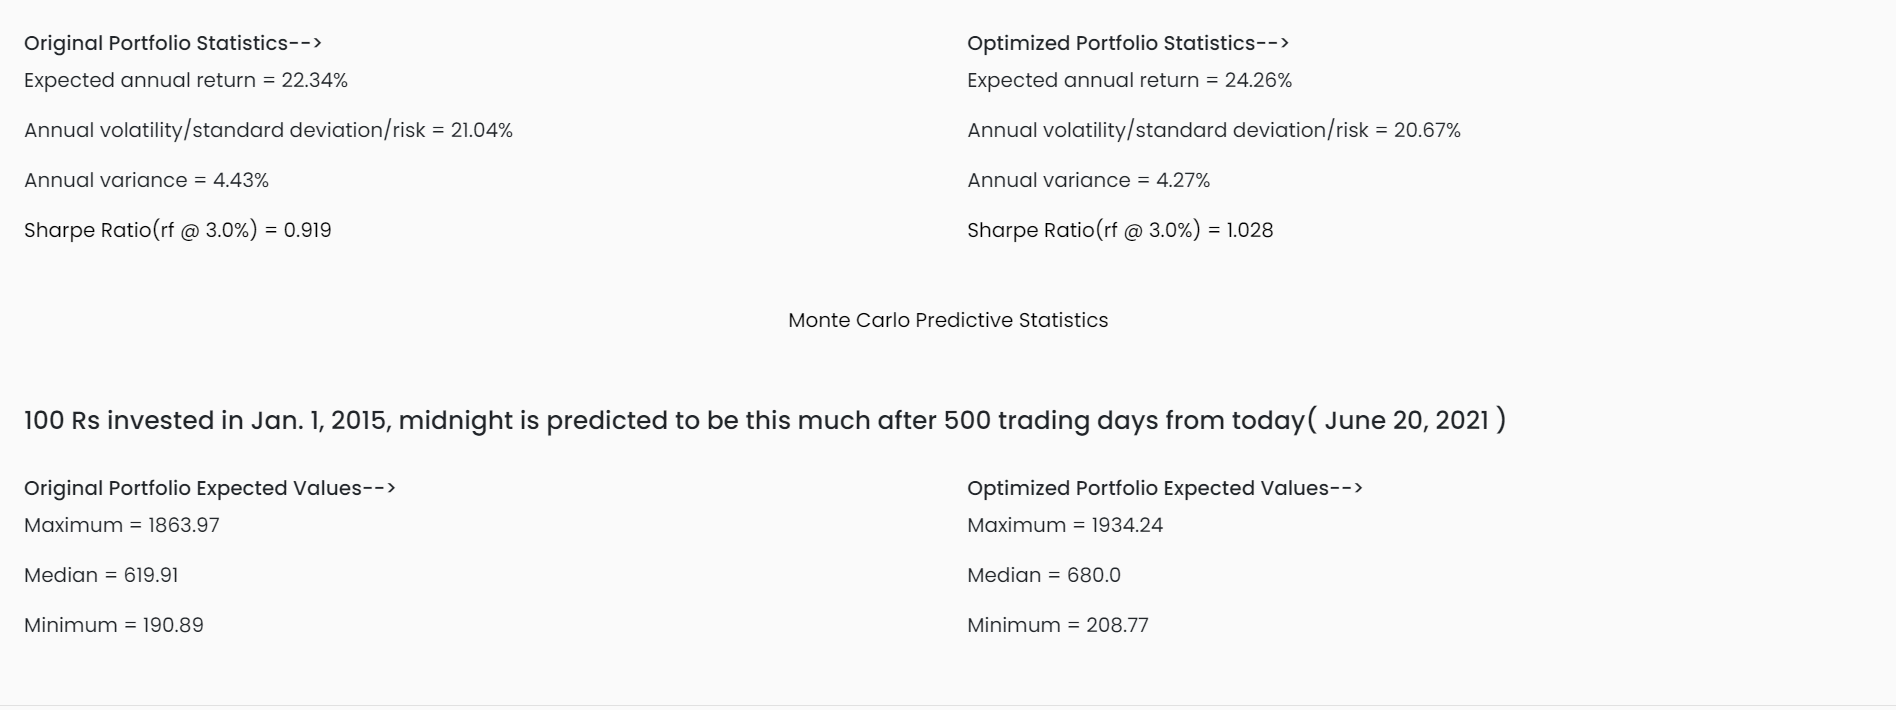 Original Portfolio Statistics-->
Expected annual return = 22.34%
Annual volatility/standard deviation/risk = 21.04%
Annual variance = 4.43%
Sharpe Ratio(rf @ 3.0%) = 0.919
Optimized Portfolio Statistics-->
Expected annual return = 24.26%
Annual volatility/standard deviation/risk = 20.67%
Annual variance = 4.27%
Sharpe Ratio(rf @ 3.0%) = 1.028
Monte Carlo Predictive Statistics
100 Rs invested in Jan. 1, 2015, midnight is predicted to be this much after 500 trading days from today( June 20, 2021 )
Original Portfolio Expected Values-->
Maximum = 1863.97
Median = 619.91
Minimum = 190.89
Optimized Portfolio Expected Values-->
Maximum = 1934.24
Median = 680.0
Minimum = 208.77